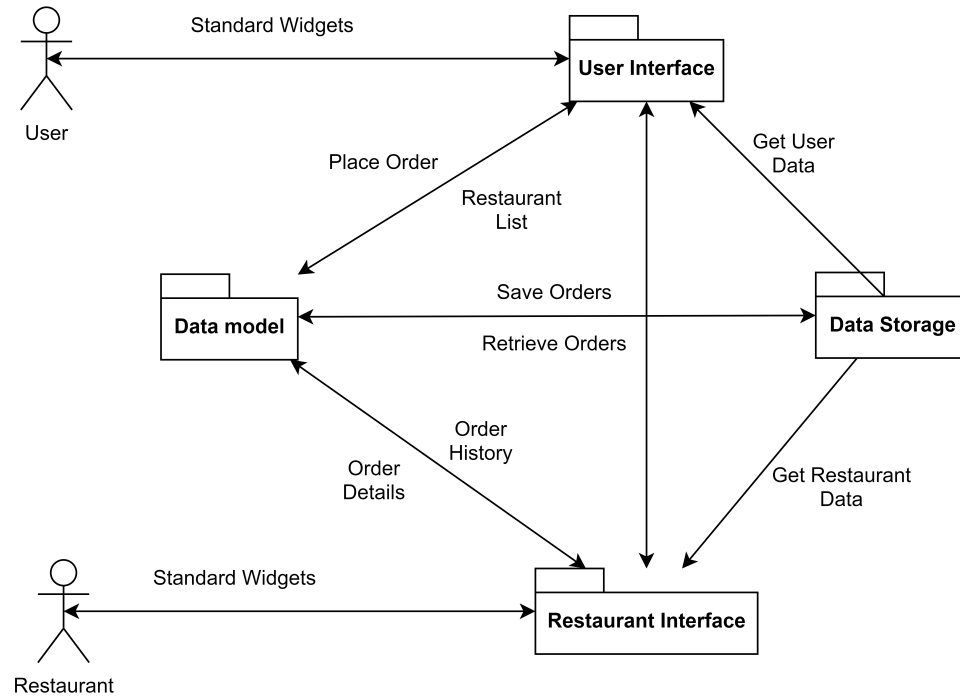 Standard Widgets
User Interface
User
Place Order
Get User
Data
Restaurant
List
Save Orders
Data model
Data Storage
Retrieve Orders
Order
History
Order
Details
Get Restaurant
Data
Standard Widgets
Restaurant Interface
Restaurant